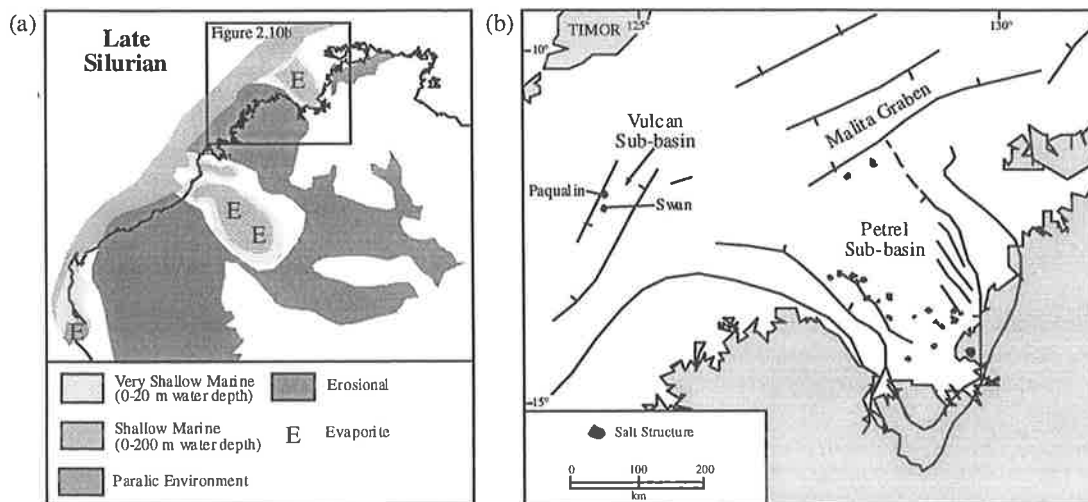 (a)
Late
Silurian
Figure 2.10b
E
E
E
E
Very Shallow Marine
(0-20 m water depth)
Erosional
Shallow Marine
(0-200 m water depth)
E Evaporite
Paralic Environment
(b)
125°
130°
TIMOR
-10°
Malita Graben
Vulcan
Sub-basin
Paqualin
Swan
Petrel
Sub-basin
-15°
Salt Structure
0 100 200
km